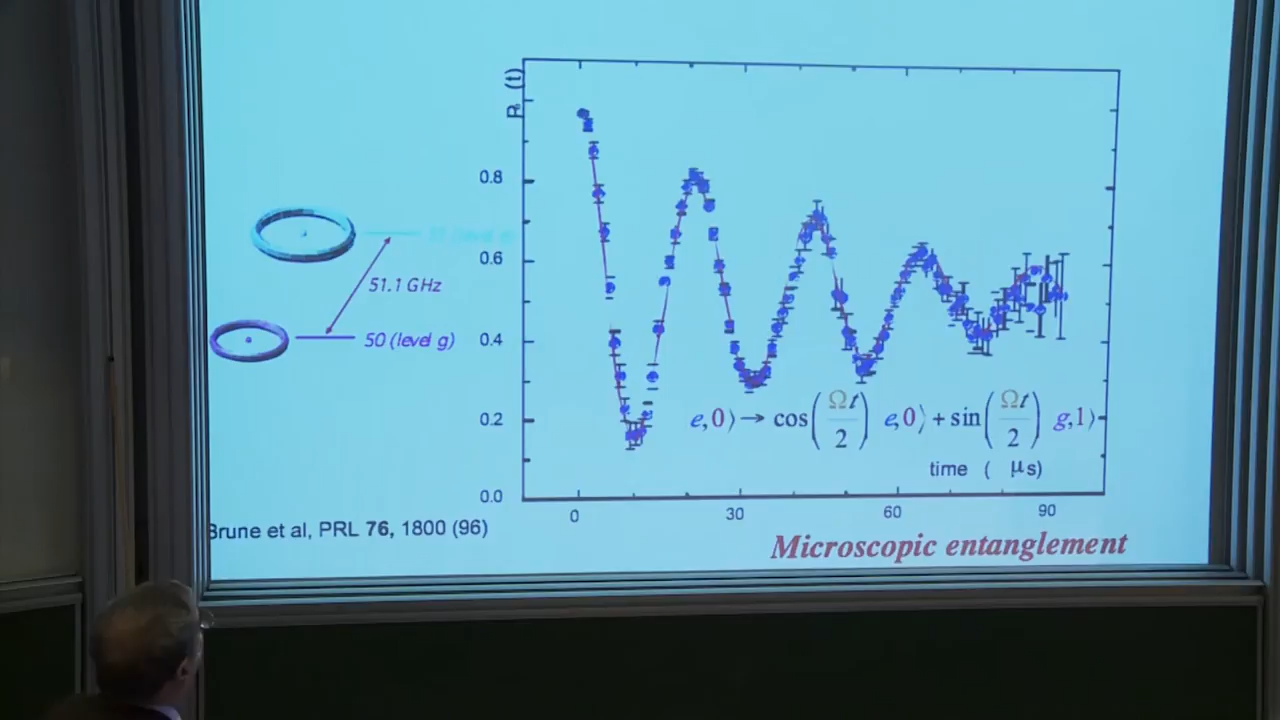 P (t)
0.8
0.6
0.4
0.2
0.0
0 30 60 90
time ( μs)
51.1 GHz
50 (level g)
e,0⟩→ cos(Ωt/2) e,0⟩+sin(Ωt/2) g,1⟩
Brune et al, PRL 76, 1800 (96)
Microscopic entanglement